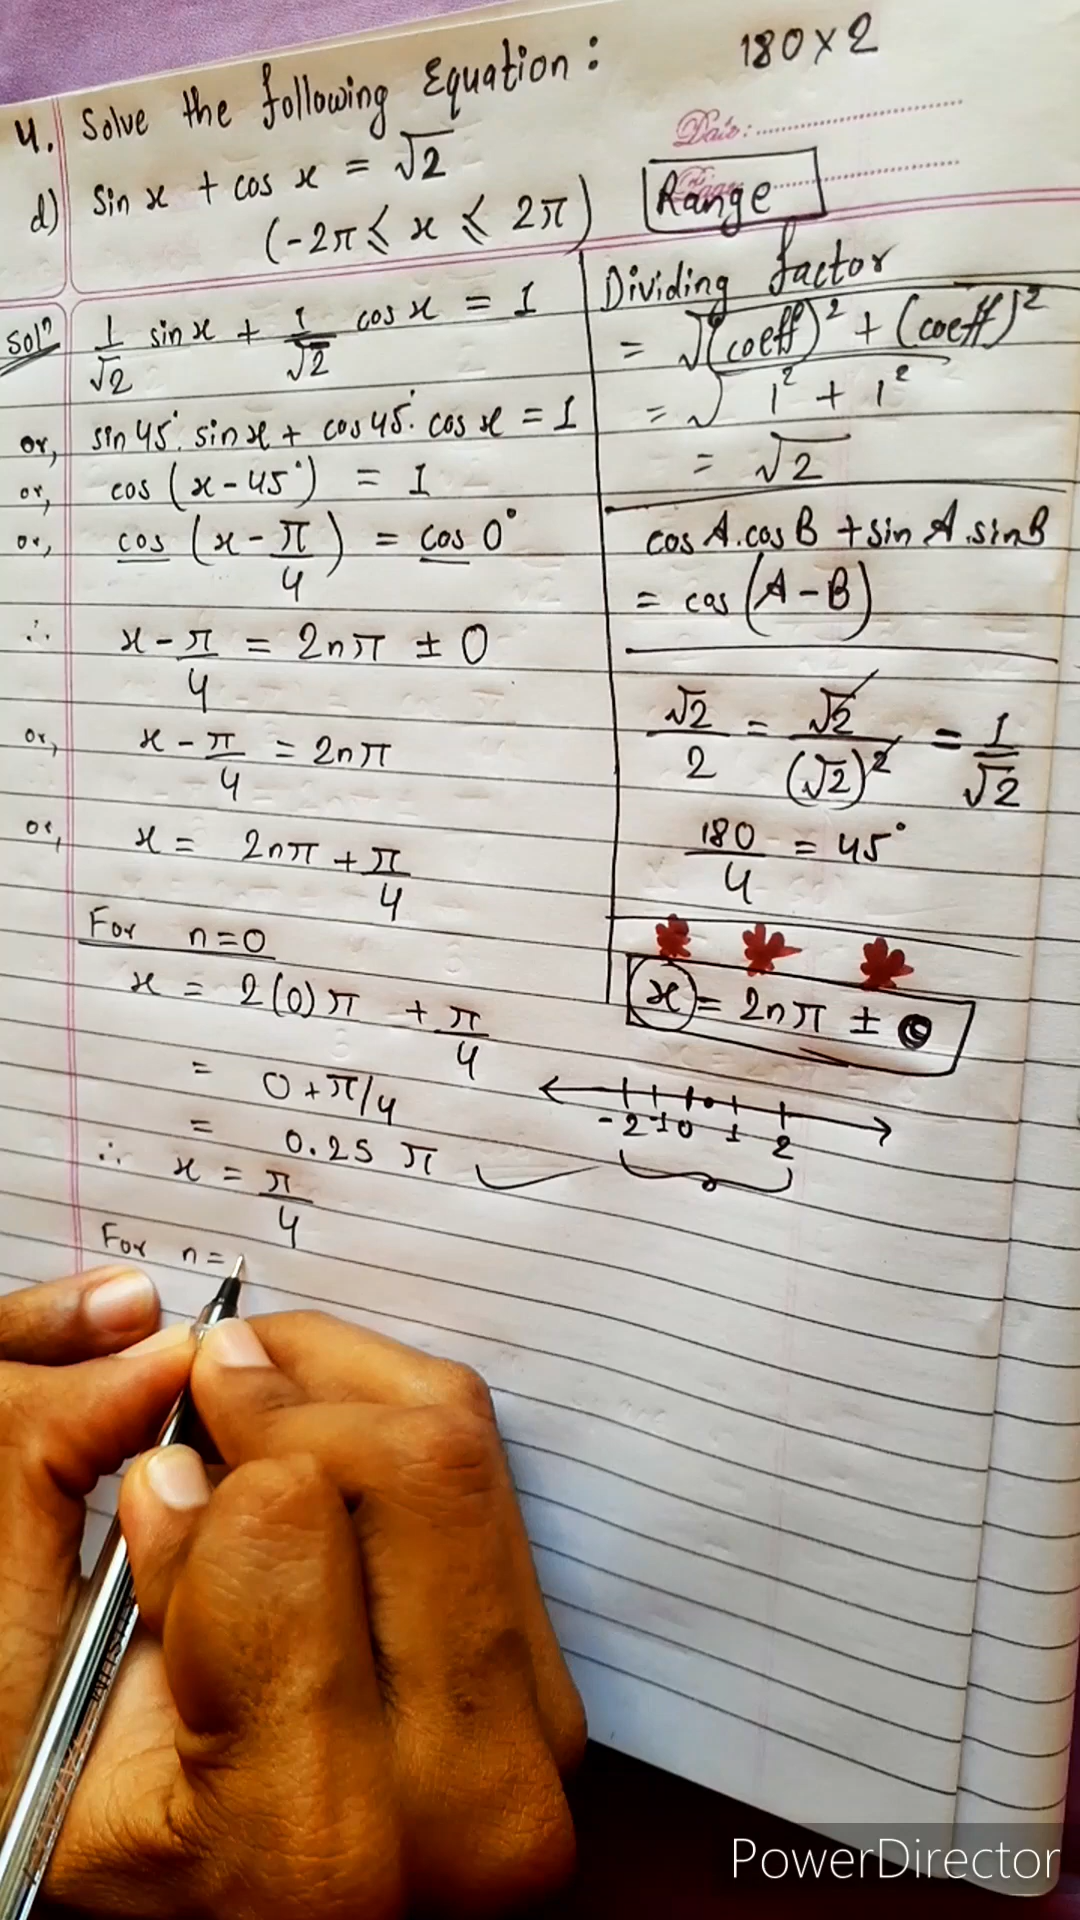 180×2
4. Solve the following Equation:
Date:
d) sin x + cos x = √2
(-2π ≤ x ≤ 2π)
Range
Solⁿ 1/√2 sin x + 1/√2 cos x = 1
or, sin 45°. sin x + cos 45°. cos x = 1
or, cos (x - 45°) = 1
or, cos (x - π/4) = cos 0°
∴ x - π/4 = 2nπ ± 0
or, x - π/4 = 2nπ
or, x = 2nπ + π/4
For n=0
x = 2(0)π + π/4
= 0 + π/4
= 0.25 π
∴ x = π/4
For n =
Dividing factor
= √(coeff)² + (coeff)²
= √1² + 1²
= √2
cos A. cos B + sin A. sin B
= cos (A - B)
√2/2 = √2/(√2)² = 1/√2
180/4 = 45°
x = 2nπ ±
-2 -1 0 1 2
PowerDirector